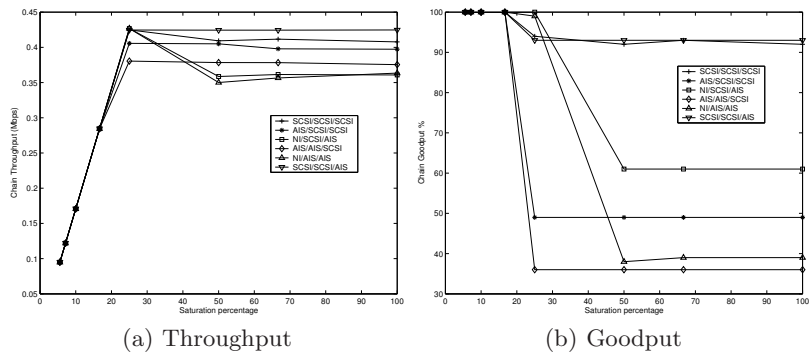 0.45
0.4
0.35
0.3
0.25
0.2
0.15
0.1
0.05
Chain Throughput (Mbps)
SCSI/SCSI/SCSI
AIS/SCSI/SCSI
NI/SCSI/AIS
AIS/AIS/SCSI
NI/AIS/AIS
SCSI/SCSI/AIS
0 10 20 30 40 50 60 70 80 90 100
Saturation percentage
(a) Throughput
100
90
80
70
60
50
40
30
Chain Goodput %
SCSI/SCSI/SCSI
AIS/SCSI/SCSI
NI/SCSI/AIS
AIS/AIS/SCSI
NI/AIS/AIS
SCSI/SCSI/AIS
0 10 20 30 40 50 60 70 80 90 100
Saturation percentage
(b) Goodput